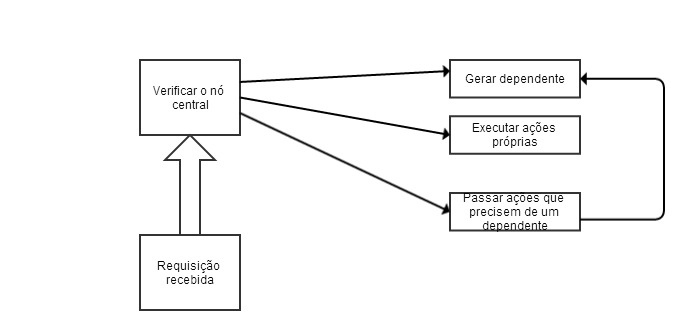 Verificar o nó
central
Gerar dependente
Executar ações
próprias
Passar ações que
precisem de um
dependente
Requisição
recebida